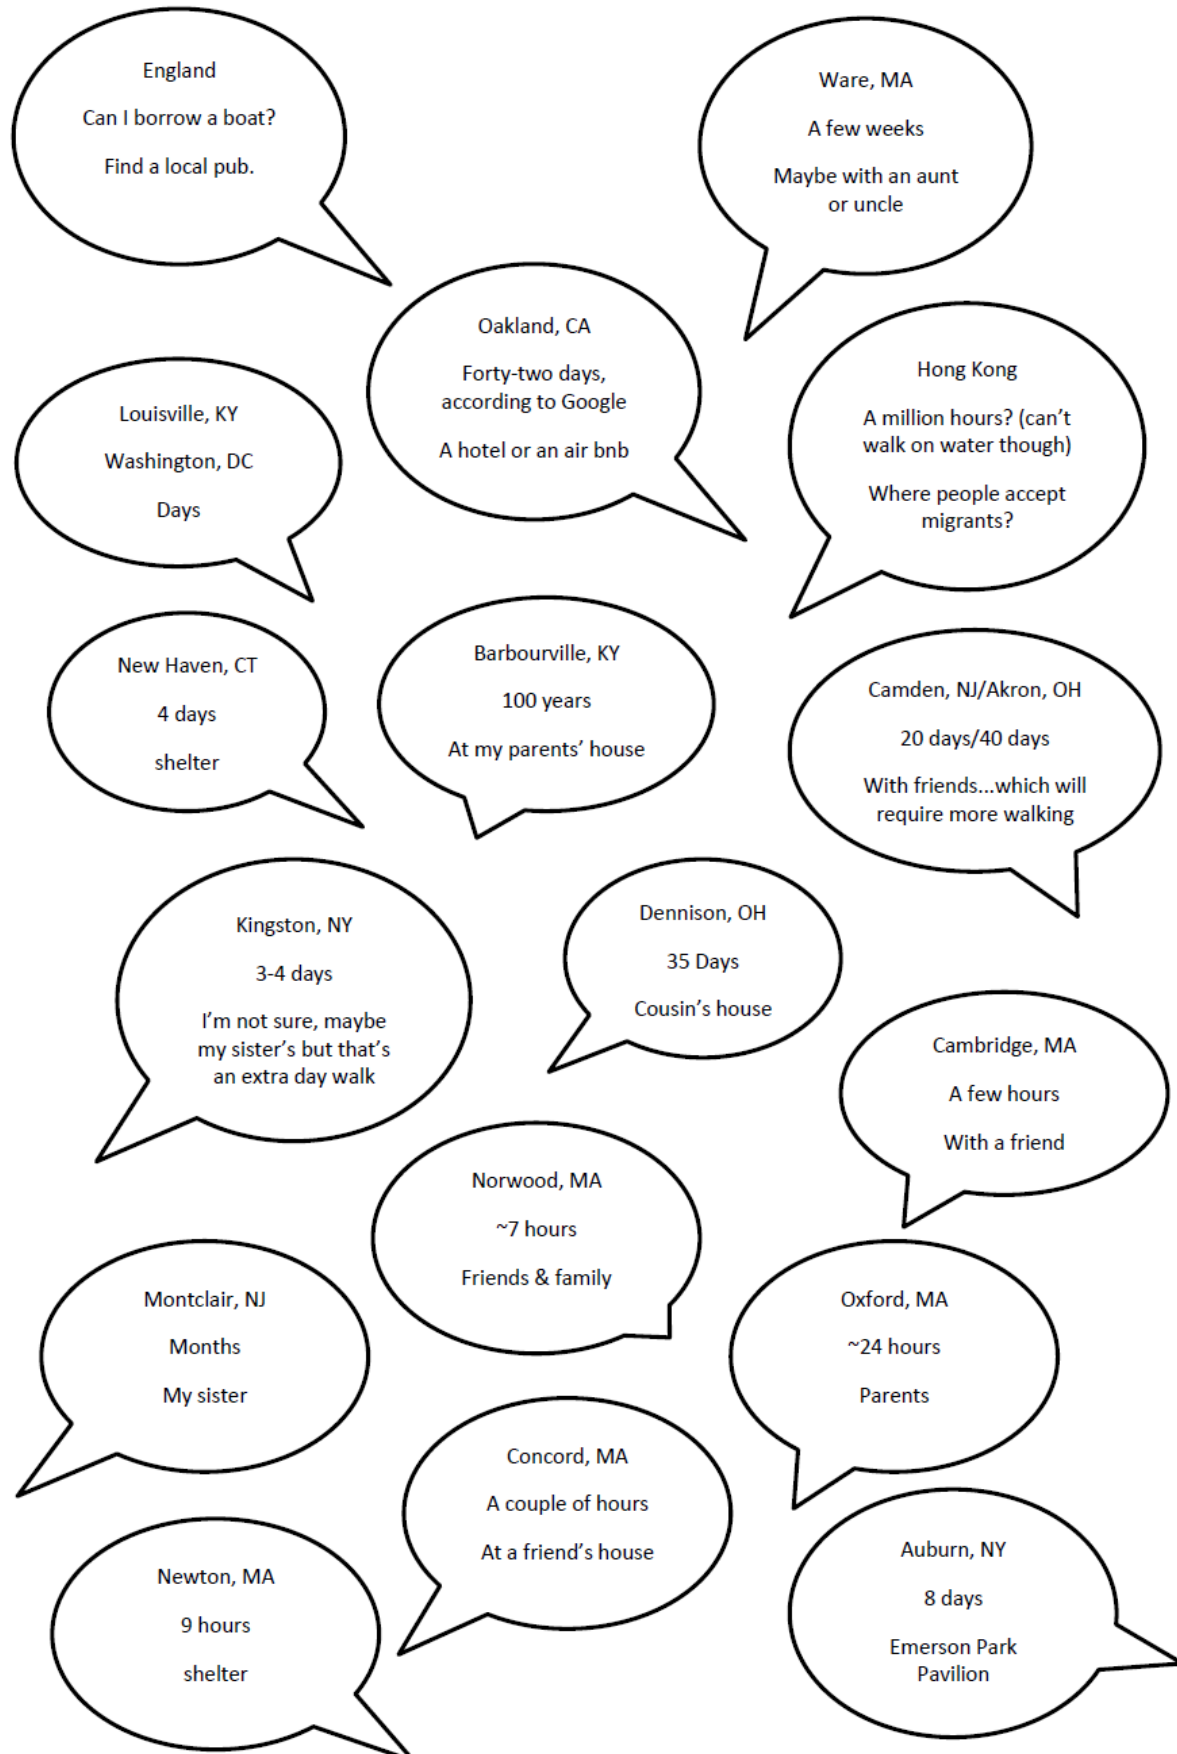 England
Can I borrow a boat?
Find a local pub.
Ware, MA
A few weeks
Maybe with an aunt
or uncle
Oakland, CA
Forty-two days,
according to Google
A hotel or an air bnb
Hong Kong
A million hours? (can't
walk on water though)
Where people accept
migrants?
Louisville, KY
Washington, DC
Days
New Haven, CT
4 days
shelter
Barbourville, KY
100 years
At my parents' house
Camden, NJ/Akron, OH
20 days/40 days
With friends...which will
require more walking
Kingston, NY
3-4 days
I'm not sure, maybe
my sister's but that's
an extra day walk
Dennison, OH
35 Days
Cousin's house
Cambridge, MA
A few hours
With a friend
Norwood, MA
~7 hours
Friends & family
Montclair, NJ
Months
My sister
Oxford, MA
~24 hours
Parents
Concord, MA
A couple of hours
At a friend's house
Newton, MA
9 hours
shelter
Auburn, NY
8 days
Emerson Park
Pavilion